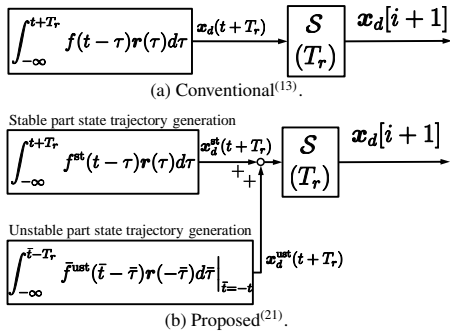 ∫_{-∞}^{t+T_r} f(t − τ)r(τ)dτ   x_d(t+T_r)   S (T_r)   x_d[i+1]
(a) Conventional(13).
Stable part state trajectory generation
∫_{-∞}^{t+T_r} f^st(t − τ)r(τ)dτ   x_d^st(t+T_r)   + +   S (T_r)   x_d[i+1]
Unstable part state trajectory generation
∫_{-∞}^{t̄−T_r} f̄^ust(t̄ − τ̄)r(−τ̄)dτ̄ |_{t̄=−t}   x_d^ust(t+T_r)
(b) Proposed(21).